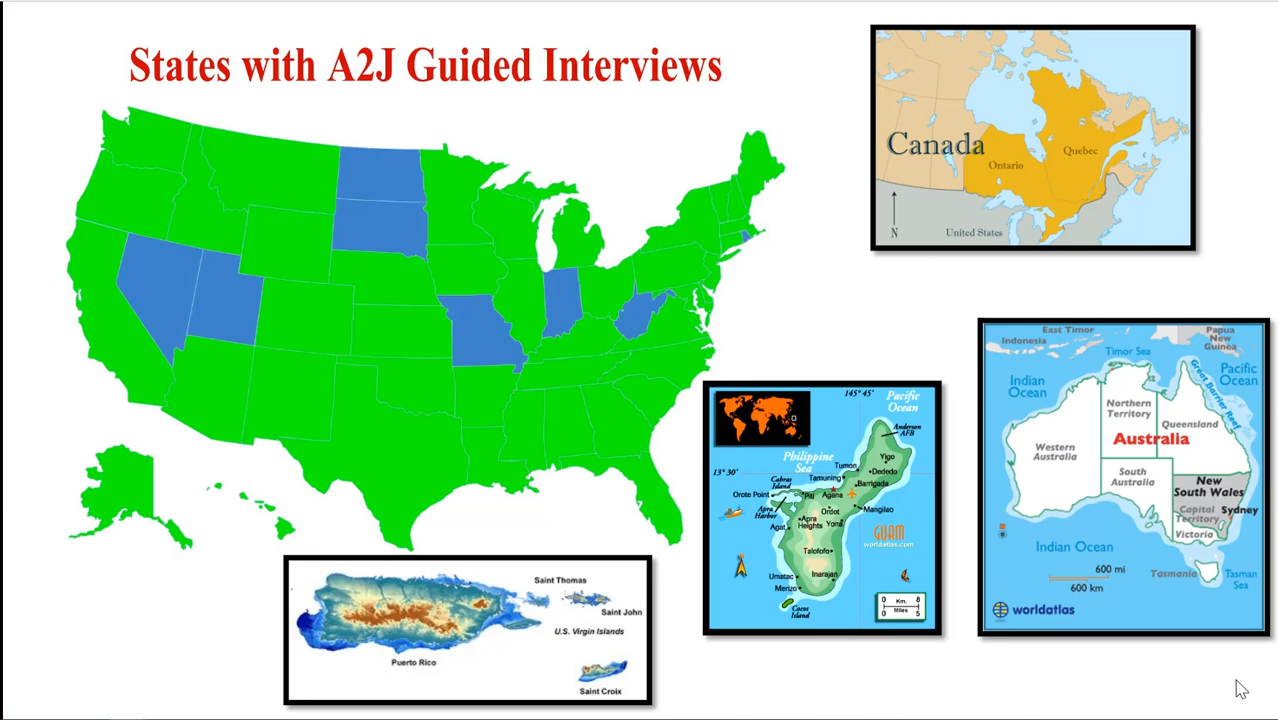 States with A2J Guided Interviews
Canada
Ontario
Quebec
N
United States
145° 45'
Pacific
Ocean
Anderson
AFB
Philippine
Sea
Yigo
Tumon
Dededo
13° 30'
Tamuning
Cabras
Island
Barrigada
Orote Point
Piti
Agana
Apra
Harbor
Ordot
Mangilao
Apra
Heights
Yona
Agat
GUAM
worldatlas.com
Talofofo
Umatac
Inarajan
Merizo
Cocos
Island
0 Km. 8
0 Miles 5
East Timor
Indonesia
Papua
New
Guinea
Timor Sea
Indian
Ocean
Great Barrier Reef
Pacific
Ocean
Northern
Territory
Queensland
Western
Australia
Australia
South
Australia
New
South Wales
Capital
Territory
Sydney
Victoria
Indian Ocean
600 mi
600 km
Tasmania
Tasman
Sea
worldatlas
Saint Thomas
Saint John
U.S. Virgin Islands
Puerto Rico
Saint Croix